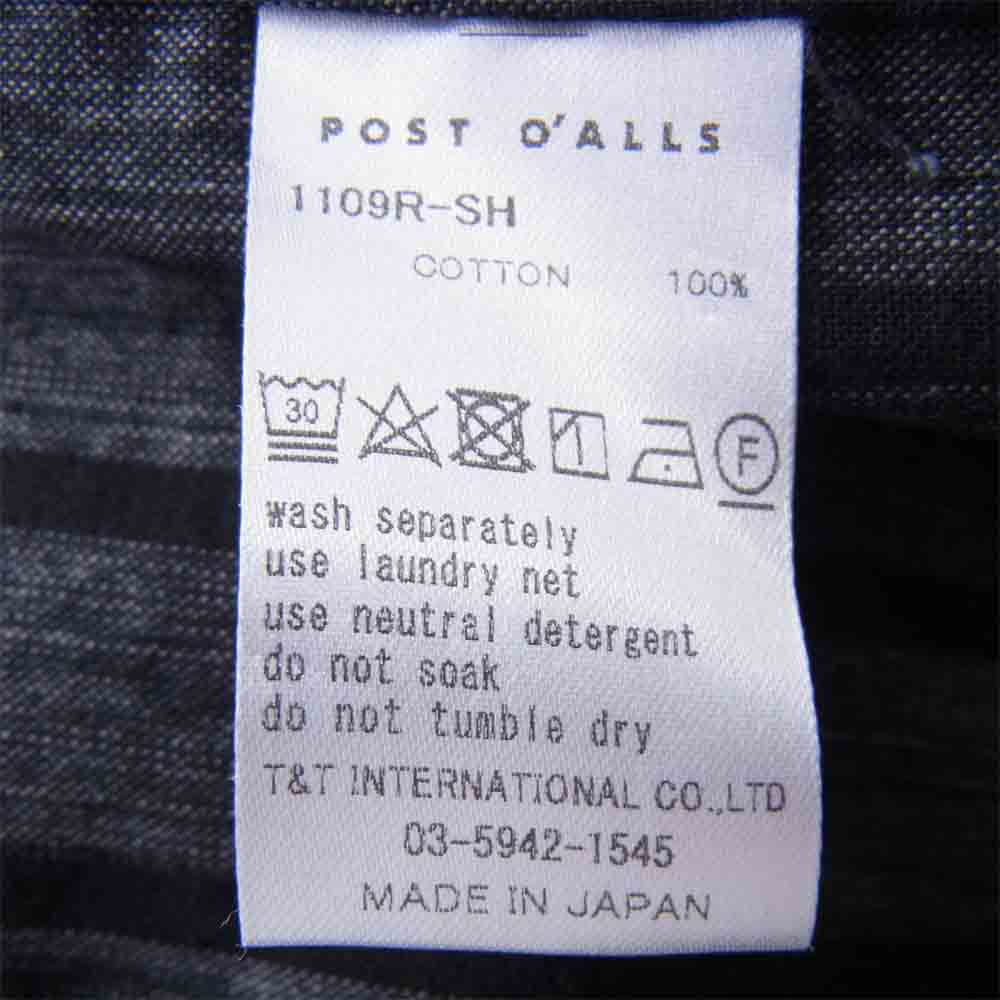 POST O'ALLS
1109R-SH
COTTON 100%
30 F
wash separately
use laundry net
use neutral detergent
do not soak
do not tumble dry
T&T INTERNATIONAL CO.,LTD
03-5942-1545
MADE IN JAPAN